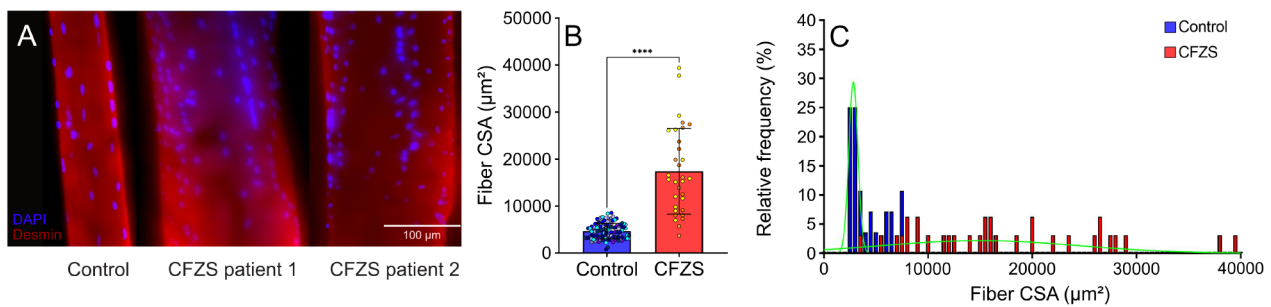 A
DAPI
Desmin
100 µm
Control
CFZS patient 1
CFZS patient 2
B
Fiber CSA (µm²)
50000
40000
30000
20000
10000
0
****
Control
CFZS
C
Relative frequency (%)
40
35
30
25
20
15
10
5
0
0
10000
20000
30000
40000
Fiber CSA (µm²)
Control
CFZS